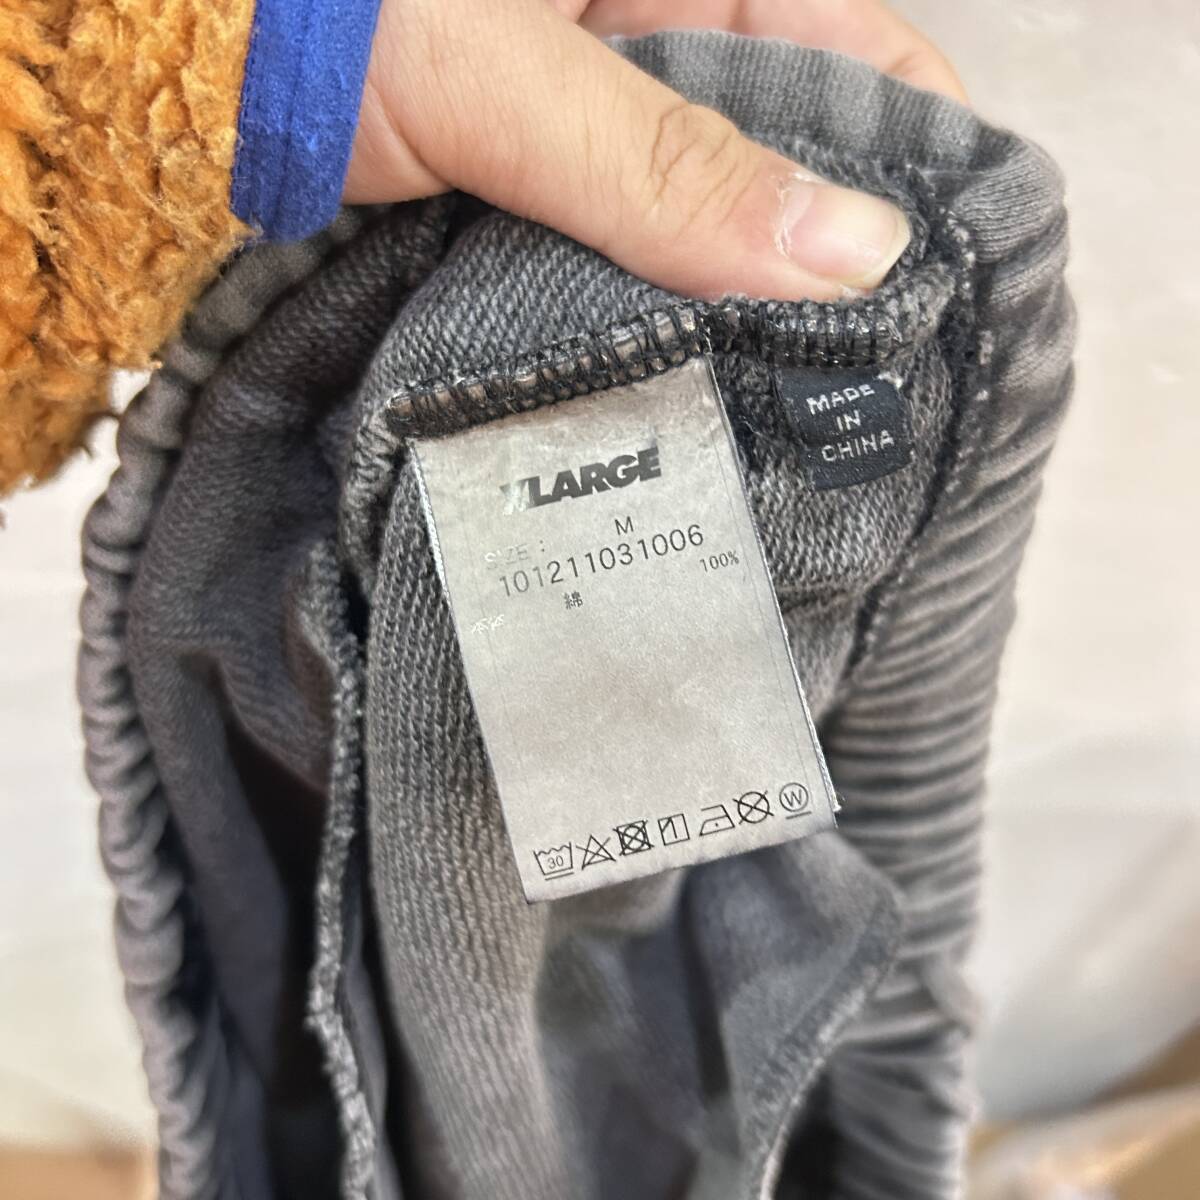 XLARGE
SIZE: M
101211031006
綿 100%
30
W
MADE
IN
CHINA